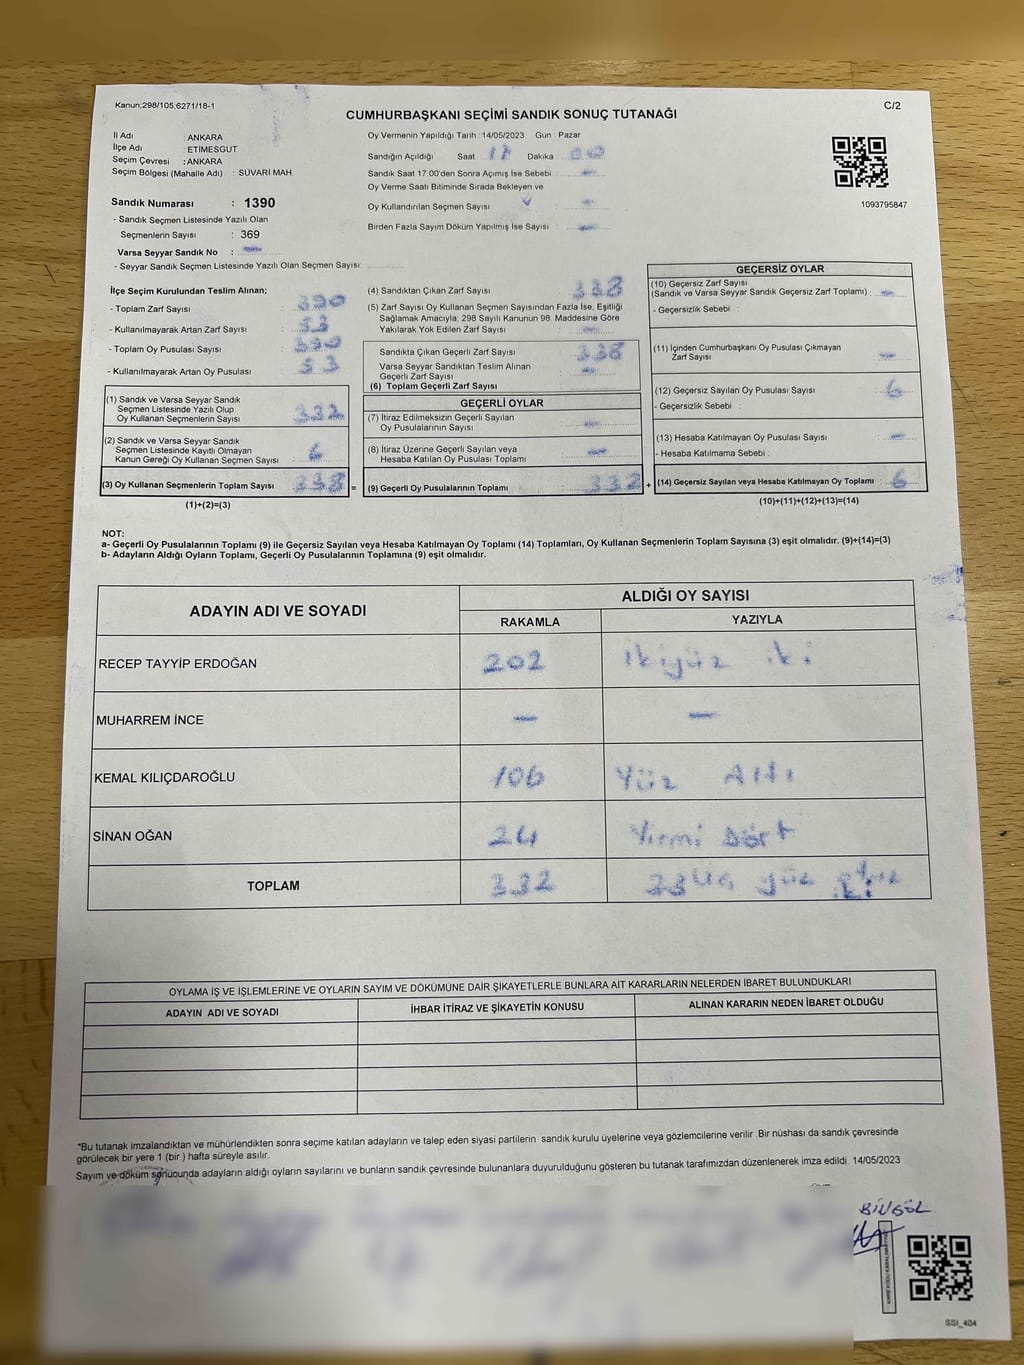 Kanun;298/105;6271/18-1
C/2
CUMHURBAŞKANI SEÇİMİ SANDIK SONUÇ TUTANAĞI
İl Adı : ANKARA
İlçe Adı : ETİMESGUT
Seçim Çevresi : ANKARA
Seçim Bölgesi (Mahalle Adı) : SÜVARİ MAH.
Sandık Numarası : 1390
- Sandık Seçmen Listesinde Yazılı Olan
Seçmenlerin Sayısı : 369
Varsa Seyyar Sandık No : -
- Seyyar Sandık Seçmen Listesinde Yazılı Olan Seçmen Sayısı:
Oy Vermenin Yapıldığı Tarih :14/05/2023 Gün : Pazar
Sandığın Açıldığı Saat 17 Dakika 00
Sandık Saat 17:00'den Sonra Açmış İse Sebebi : -
Oy Verme Saati Bitiminde Sırada Bekleyen ve
Oy Kullandırılan Seçmen Sayısı : -
Birden Fazla Sayım Döküm Yapılmış İse Sayısı : -
1093795847
İlçe Seçim Kurulundan Teslim Alınan;
- Toplam Zarf Sayısı : 390
- Kullanılmayarak Artan Zarf Sayısı : 53
- Toplam Oy Pusulası Sayısı : 390
- Kullanılmayarak Artan Oy Pusulası : 53
(1) Sandık ve Varsa Seyyar Sandık
Seçmen Listesinde Yazılı Olup
Oy Kullanan Seçmenlerin Sayısı : 332
(2) Sandık ve Varsa Seyyar Sandık
Seçmen Listesinde Kayıtlı Olmayan
Kanun Gereği Oy Kullanan Seçmen Sayısı : 6
(3) Oy Kullanan Seçmenlerin Toplam Sayısı : 338 =
(1)+(2)=(3)
(4) Sandıktan Çıkan Zarf Sayısı : 338
(5) Zarf Sayısı Oy Kullanan Seçmen Sayısından Fazla İse, Eşitliği
Sağlamak Amacıyla; 298 Sayılı Kanunun 98. Maddesine Göre
Yakılarak Yok Edilen Zarf Sayısı : -
Sandıkta Çıkan Geçerli Zarf Sayısı : 338
Varsa Seyyar Sandıktan Teslim Alınan
Geçerli Zarf Sayısı : -
(6) Toplam Geçerli Zarf Sayısı
GEÇERLİ OYLAR
(7) İtiraz Edilmeksizin Geçerli Sayılan
Oy Pusulalarının Sayısı : -
(8) İtiraz Üzerine Geçerli Sayılan veya
Hesaba Katılan Oy Pusulası Toplamı : -
(9) Geçerli Oy Pusulalarının Toplamı : 332 +
GEÇERSİZ OYLAR
(10) Geçersiz Zarf Sayısı
(Sandık ve Varsa Seyyar Sandık Geçersiz Zarf Toplamı) : -
- Geçersizlik Sebebi :
(11) İçinden Cumhurbaşkanı Oy Pusulası Çıkmayan
Zarf Sayısı : -
(12) Geçersiz Sayılan Oy Pusulası Sayısı : 6
- Geçersizlik Sebebi :
(13) Hesaba Katılmayan Oy Pusulası Sayısı : -
- Hesaba Katılmama Sebebi :
(14) Geçersiz Sayılan veya Hesaba Katılmayan Oy Toplamı : 6
(10)+(11)+(12)+(13)=(14)
NOT:
a- Geçerli Oy Pusulalarının Toplamı (9) ile Geçersiz Sayılan veya Hesaba Katılmayan Oy Toplamı (14) Toplamları, Oy Kullanan Seçmenlerin Toplam Sayısına (3) eşit olmalıdır. (9)+(14)=(3)
b- Adayların Aldığı Oyların Toplamı, Geçerli Oy Pusulalarının Toplamına (9) eşit olmalıdır.
ADAYIN ADI VE SOYADI
ALDIĞI OY SAYISI
RAKAMLA YAZIYLA
RECEP TAYYİP ERDOĞAN 202 İkiyüz iki
MUHARREM İNCE - -
KEMAL KILIÇDAROĞLU 106 Yüz Altı
SİNAN OĞAN 24 Yirmi Dört
TOPLAM 332 yüz
OYLAMA İŞ VE İŞLEMLERİNE VE OYLARIN SAYIM VE DÖKÜMÜNE DAİR ŞİKAYETLERLE BUNLARA AİT KARARLARIN NELERDEN İBARET BULUNDUKLARI
ADAYIN ADI VE SOYADI İHBAR İTİRAZ VE ŞİKAYETİN KONUSU ALINAN KARARIN NEDEN İBARET OLDUĞU
*Bu tutanak imzalandıktan ve mühürlendikten sonra seçime katılan adayların ve talep eden siyasi partilerin sandık kurulu üyelerine veya gözlemcilerine verilir .Bir nüshası da sandık çevresinde
görülecek bir yere 1 (bir ) hafta süreyle asılır.
Sayım ve döküm sonucunda adayların aldığı oyların sayılarını ve bunların sandık çevresinde bulunanlara duyurulduğunu gösteren bu tutanak tarafımızdan düzenlenerek imza edildi. 14/05/2023
BİNGÖL
SSI_404